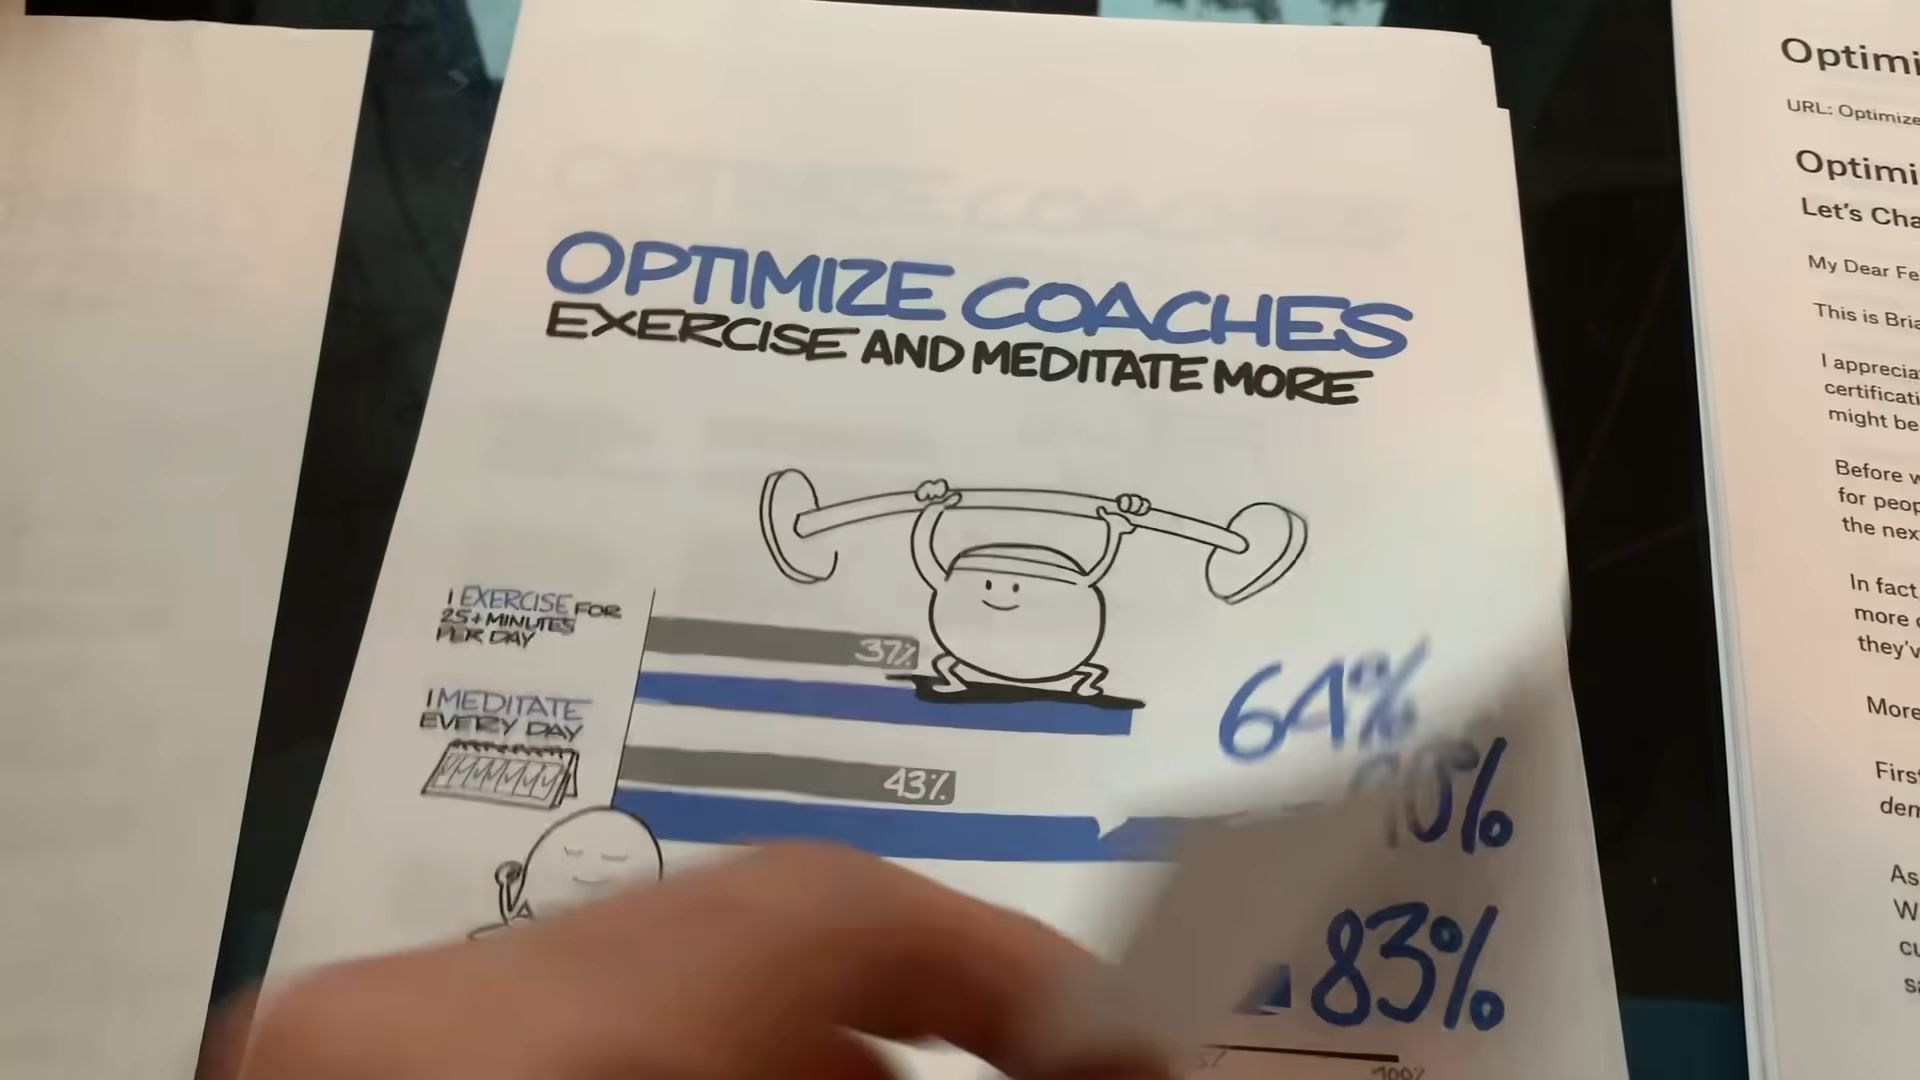 OPTIMIZE COACHES
EXERCISE AND MEDITATE MORE
I EXERCISE FOR
25+ MINUTES
PER DAY
37%
64%
I MEDITATE
EVERY DAY
43%
83%
100%
Optimi
URL: Optimize
Optimi
Let's Cha
My Dear Fe
This is Bria
I apprecia
certificati
might be
Before w
for peop
the nex
In fact
more
they'v
More
First
den
As
W
cu
sa